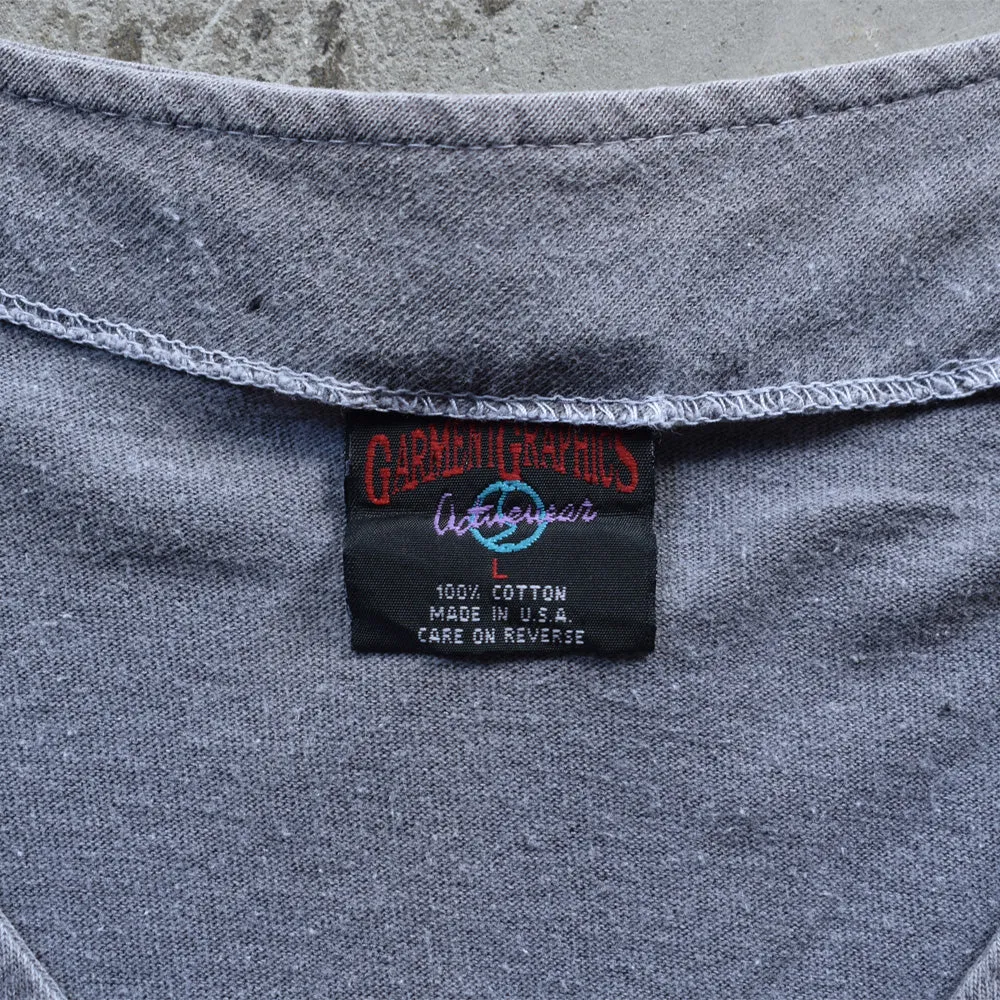 GARMENT GRAPHICS
Activewear
L
100% COTTON
MADE IN U.S.A.
CARE ON REVERSE